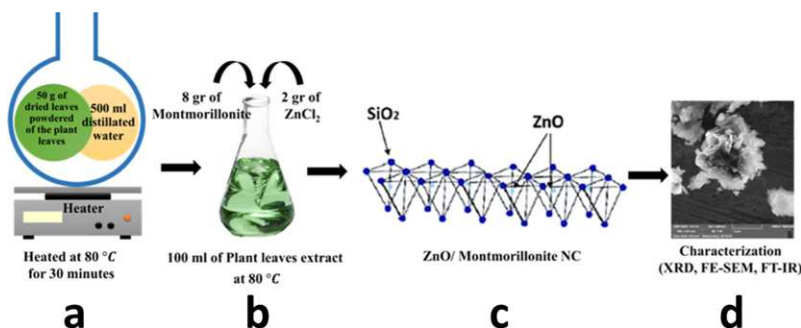 50 g of
dried leaves
powdered
of the plant
leaves
500 ml
distillated
water
Heater
Heated at 80 °C
for 30 minutes
a
8 gr of
Montmorillonite
2 gr of
ZnCl₂
100 ml of Plant leaves extract
at 80 °C
b
SiO₂
ZnO
ZnO/ Montmorillonite NC
c
Characterization
(XRD, FE-SEM, FT-IR)
d